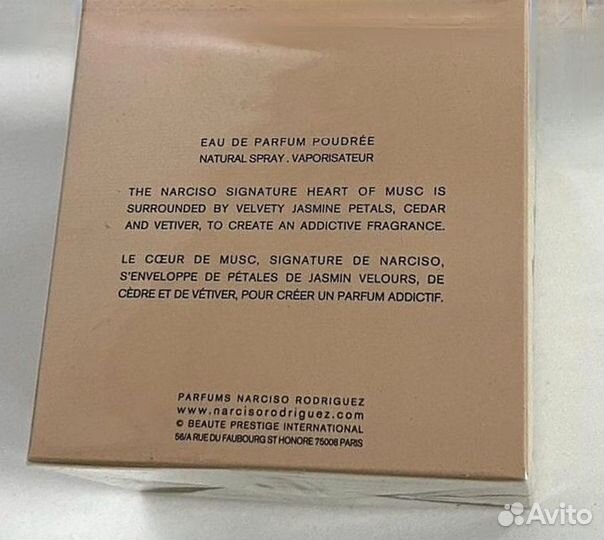 EAU DE PARFUM POUDRÉE
NATURAL SPRAY . VAPORISATEUR
THE NARCISO SIGNATURE HEART OF MUSC IS
SURROUNDED BY VELVETY JASMINE PETALS, CEDAR
AND VETIVER, TO CREATE AN ADDICTIVE FRAGRANCE.
LE CŒUR DE MUSC, SIGNATURE DE NARCISO,
S'ENVELOPPE DE PÉTALES DE JASMIN VELOURS, DE
CÈDRE ET DE VÉTIVER, POUR CRÉER UN PARFUM ADDICTIF.
PARFUMS NARCISO RODRIGUEZ
www.narcisorodriguez.com
© BEAUTE PRESTIGE INTERNATIONAL
56/A RUE DU FAUBOURG ST HONORE 75008 PARIS
Avito